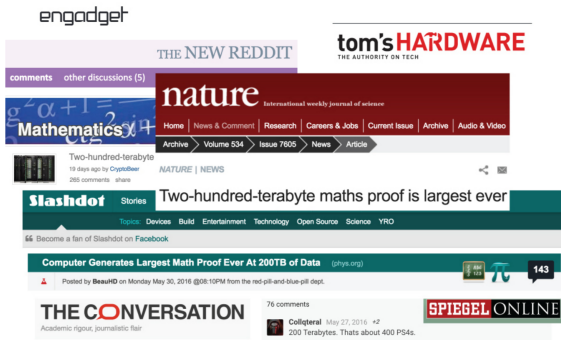 engadget
tom's HARDWARE
THE AUTHORITY ON TECH
THE NEW REDDIT
comments other discussions (5)
nature International weekly journal of science
Home News & Comment Research Careers & Jobs Current Issue Archive Audio & Video
Archive Volume 534 Issue 7605 News Article
Mathematics
Two-hundred-terabyte
19 days ago by CryptoBeer
265 comments share
NATURE | NEWS
Two-hundred-terabyte maths proof is largest ever
Slashdot Stories
Topics: Devices Build Entertainment Technology Open Source Science YRO
Become a fan of Slashdot on Facebook
Computer Generates Largest Math Proof Ever At 200TB of Data (phys.org)
143
Posted by BeauHD on Monday May 30, 2016 @08:10PM from the red-pill-and-blue-pill dept.
THE CONVERSATION
Academic rigour, journalistic flair
76 comments
SPIEGEL ONLINE
Collqteral May 27, 2016 +2
200 Terabytes. Thats about 400 PS4s.